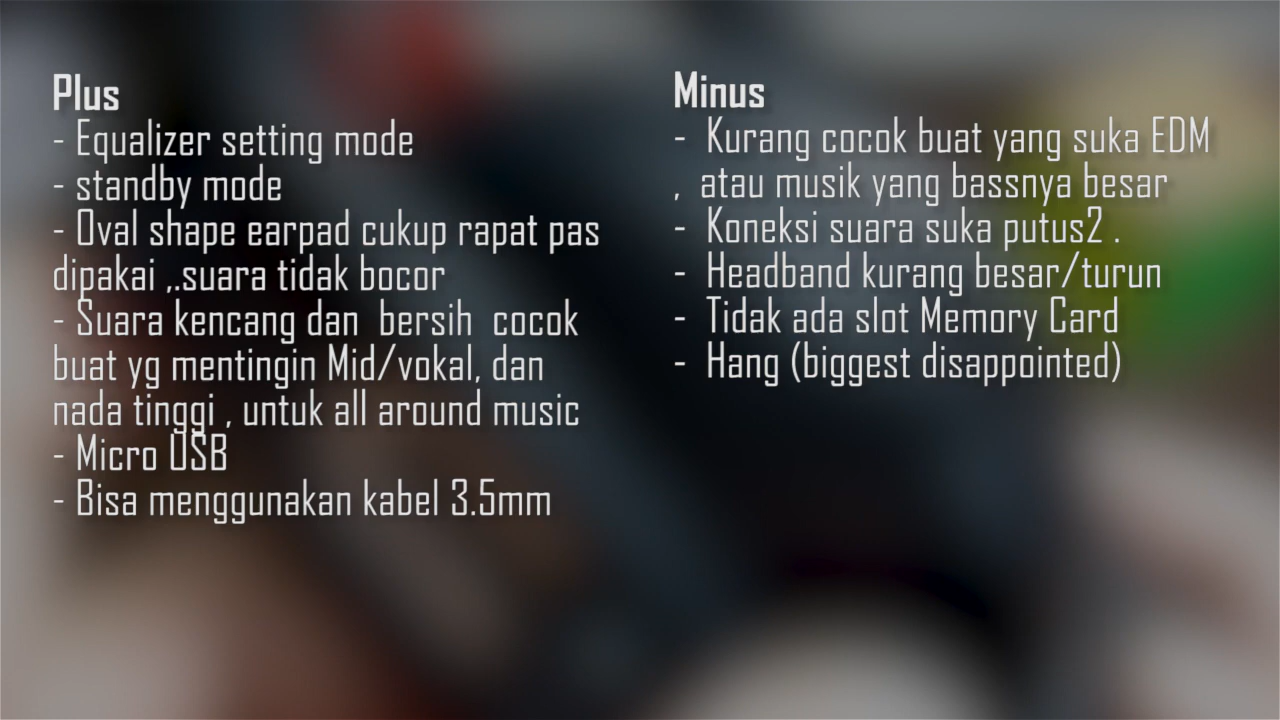 Plus
- Equalizer setting mode
- standby mode
- Oval shape earpad cukup rapat pas
dipakai ,.suara tidak bocor
- Suara kencang dan  bersih  cocok
buat yg mentingin Mid/vokal, dan
nada tinggi , untuk all around music
- Micro USB
- Bisa menggunakan kabel 3.5mm
Minus
-  Kurang cocok buat yang suka EDM
,  atau musik yang bassnya besar
-  Koneksi suara suka putus2 .
-  Headband kurang besar/turun
-  Tidak ada slot Memory Card
-  Hang (biggest disappointed)